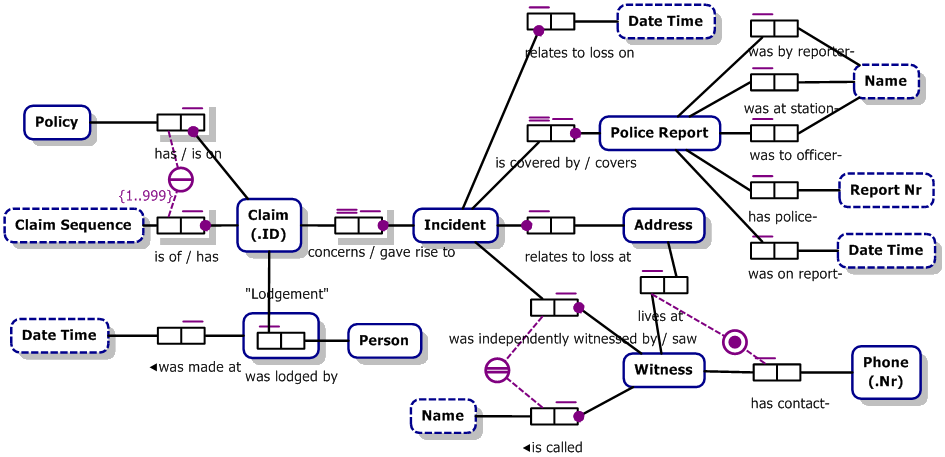 Date Time
relates to loss on
was by reporter-
Name
was at station-
Policy
has / is on
is covered by / covers
Police Report
was to officer-
{1..999}
Report Nr
has police-
Claim Sequence
is of / has
Claim
(.ID)
concerns / gave rise to
Incident
relates to loss at
Address
Date Time
was on report-
"Lodgement"
lives at
Date Time
◄was made at
was lodged by
Person
was independently witnessed by / saw
Witness
Phone
(.Nr)
has contact-
Name
◄is called